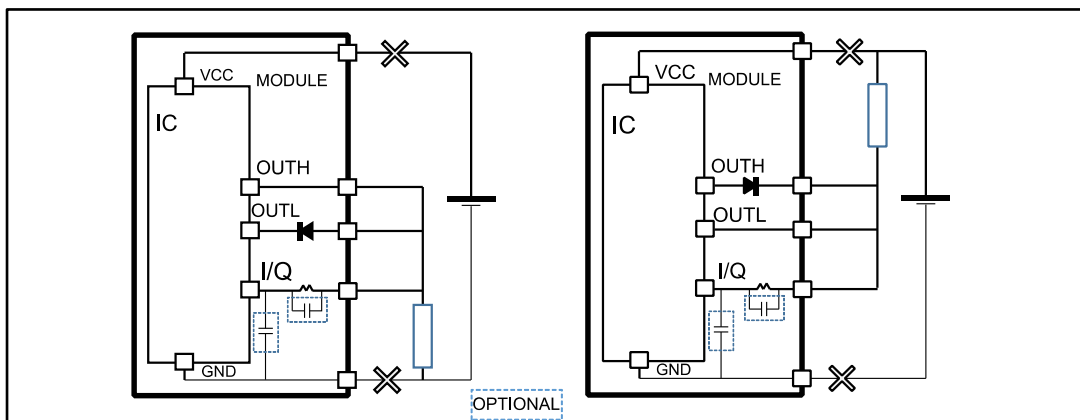 VCC
MODULE
IC
OUTH
OUTL
I/Q
GND
VCC
MODULE
IC
OUTH
OUTL
I/Q
GND
OPTIONAL